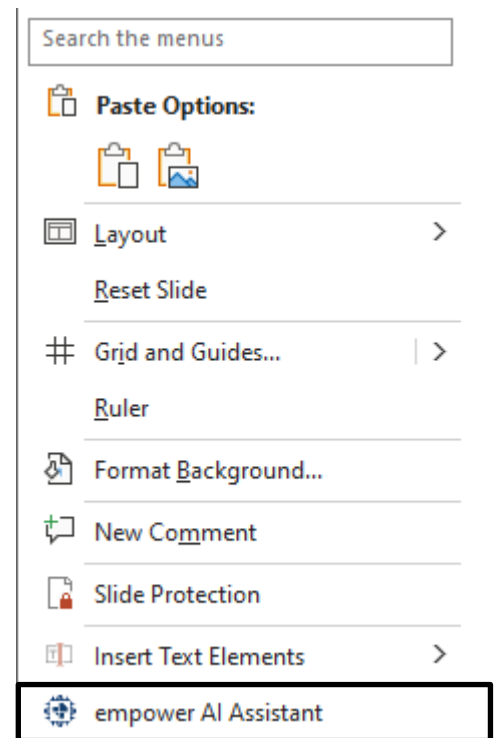 Search the menus
Paste Options:
Layout
Reset Slide
Grid and Guides...
Ruler
Format Background...
New Comment
Slide Protection
Insert Text Elements
empower AI Assistant